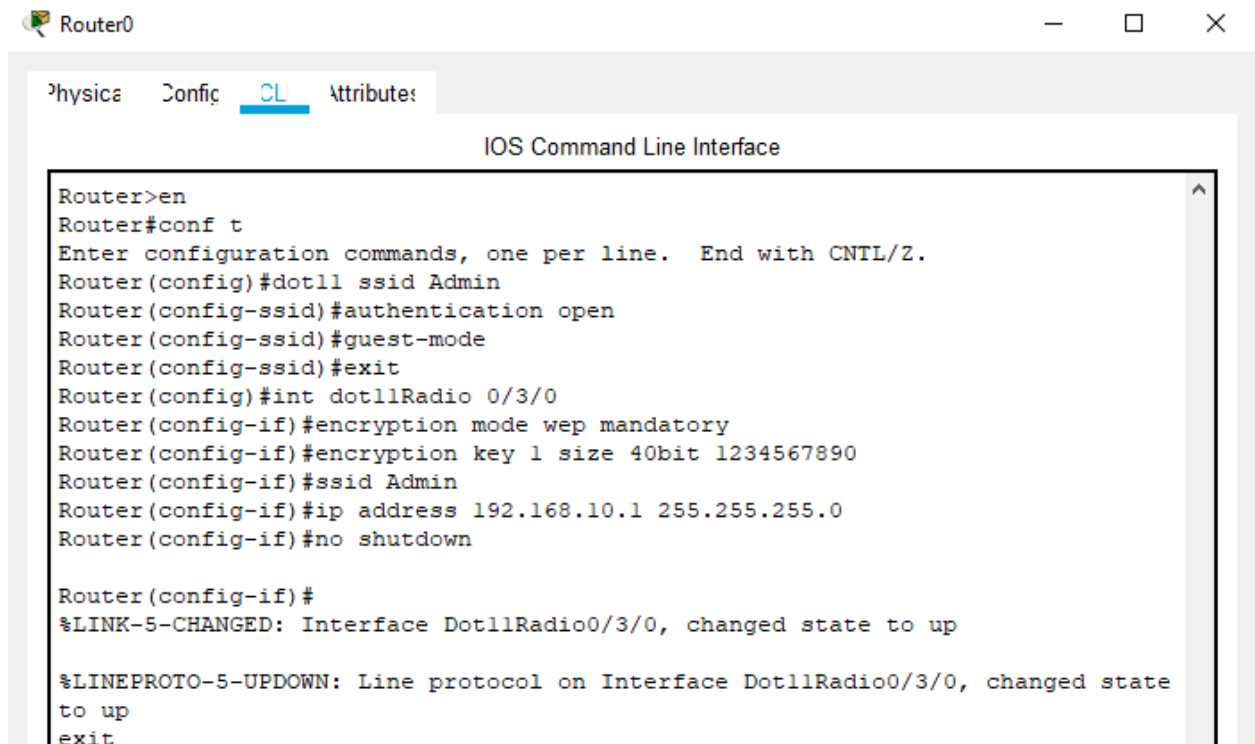 Router0
Physica Config CL Attributes
IOS Command Line Interface
Router>en
Router#conf t
Enter configuration commands, one per line.  End with CNTL/Z.
Router(config)#dot11 ssid Admin
Router(config-ssid)#authentication open
Router(config-ssid)#guest-mode
Router(config-ssid)#exit
Router(config)#int dot11Radio 0/3/0
Router(config-if)#encryption mode wep mandatory
Router(config-if)#encryption key 1 size 40bit 1234567890
Router(config-if)#ssid Admin
Router(config-if)#ip address 192.168.10.1 255.255.255.0
Router(config-if)#no shutdown
Router(config-if)#
%LINK-5-CHANGED: Interface Dot11Radio0/3/0, changed state to up
%LINEPROTO-5-UPDOWN: Line protocol on Interface Dot11Radio0/3/0, changed state
to up
exit